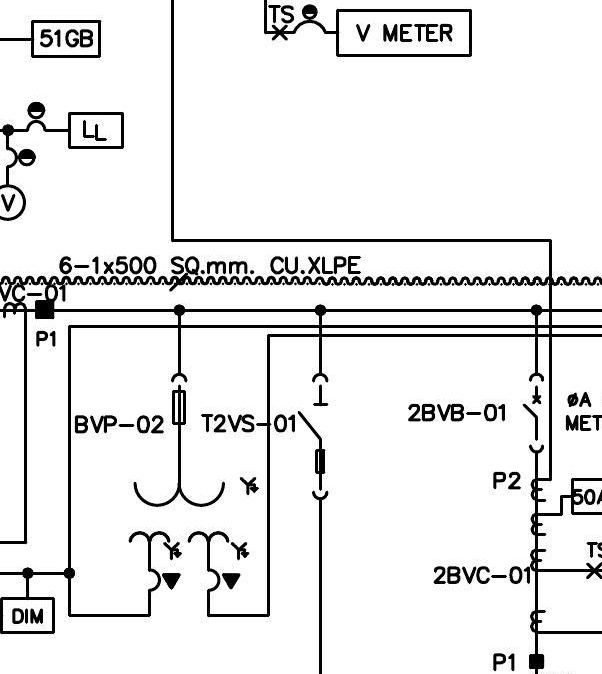 TS
51GB
V METER
LL
V
6-1x500 SQ.mm. CU.XLPE
VC-01
P1
BVP-02
T2VS-01
2BVB-01
ØA
MET
P2
50A
TS
2BVC-01
DIM
P1